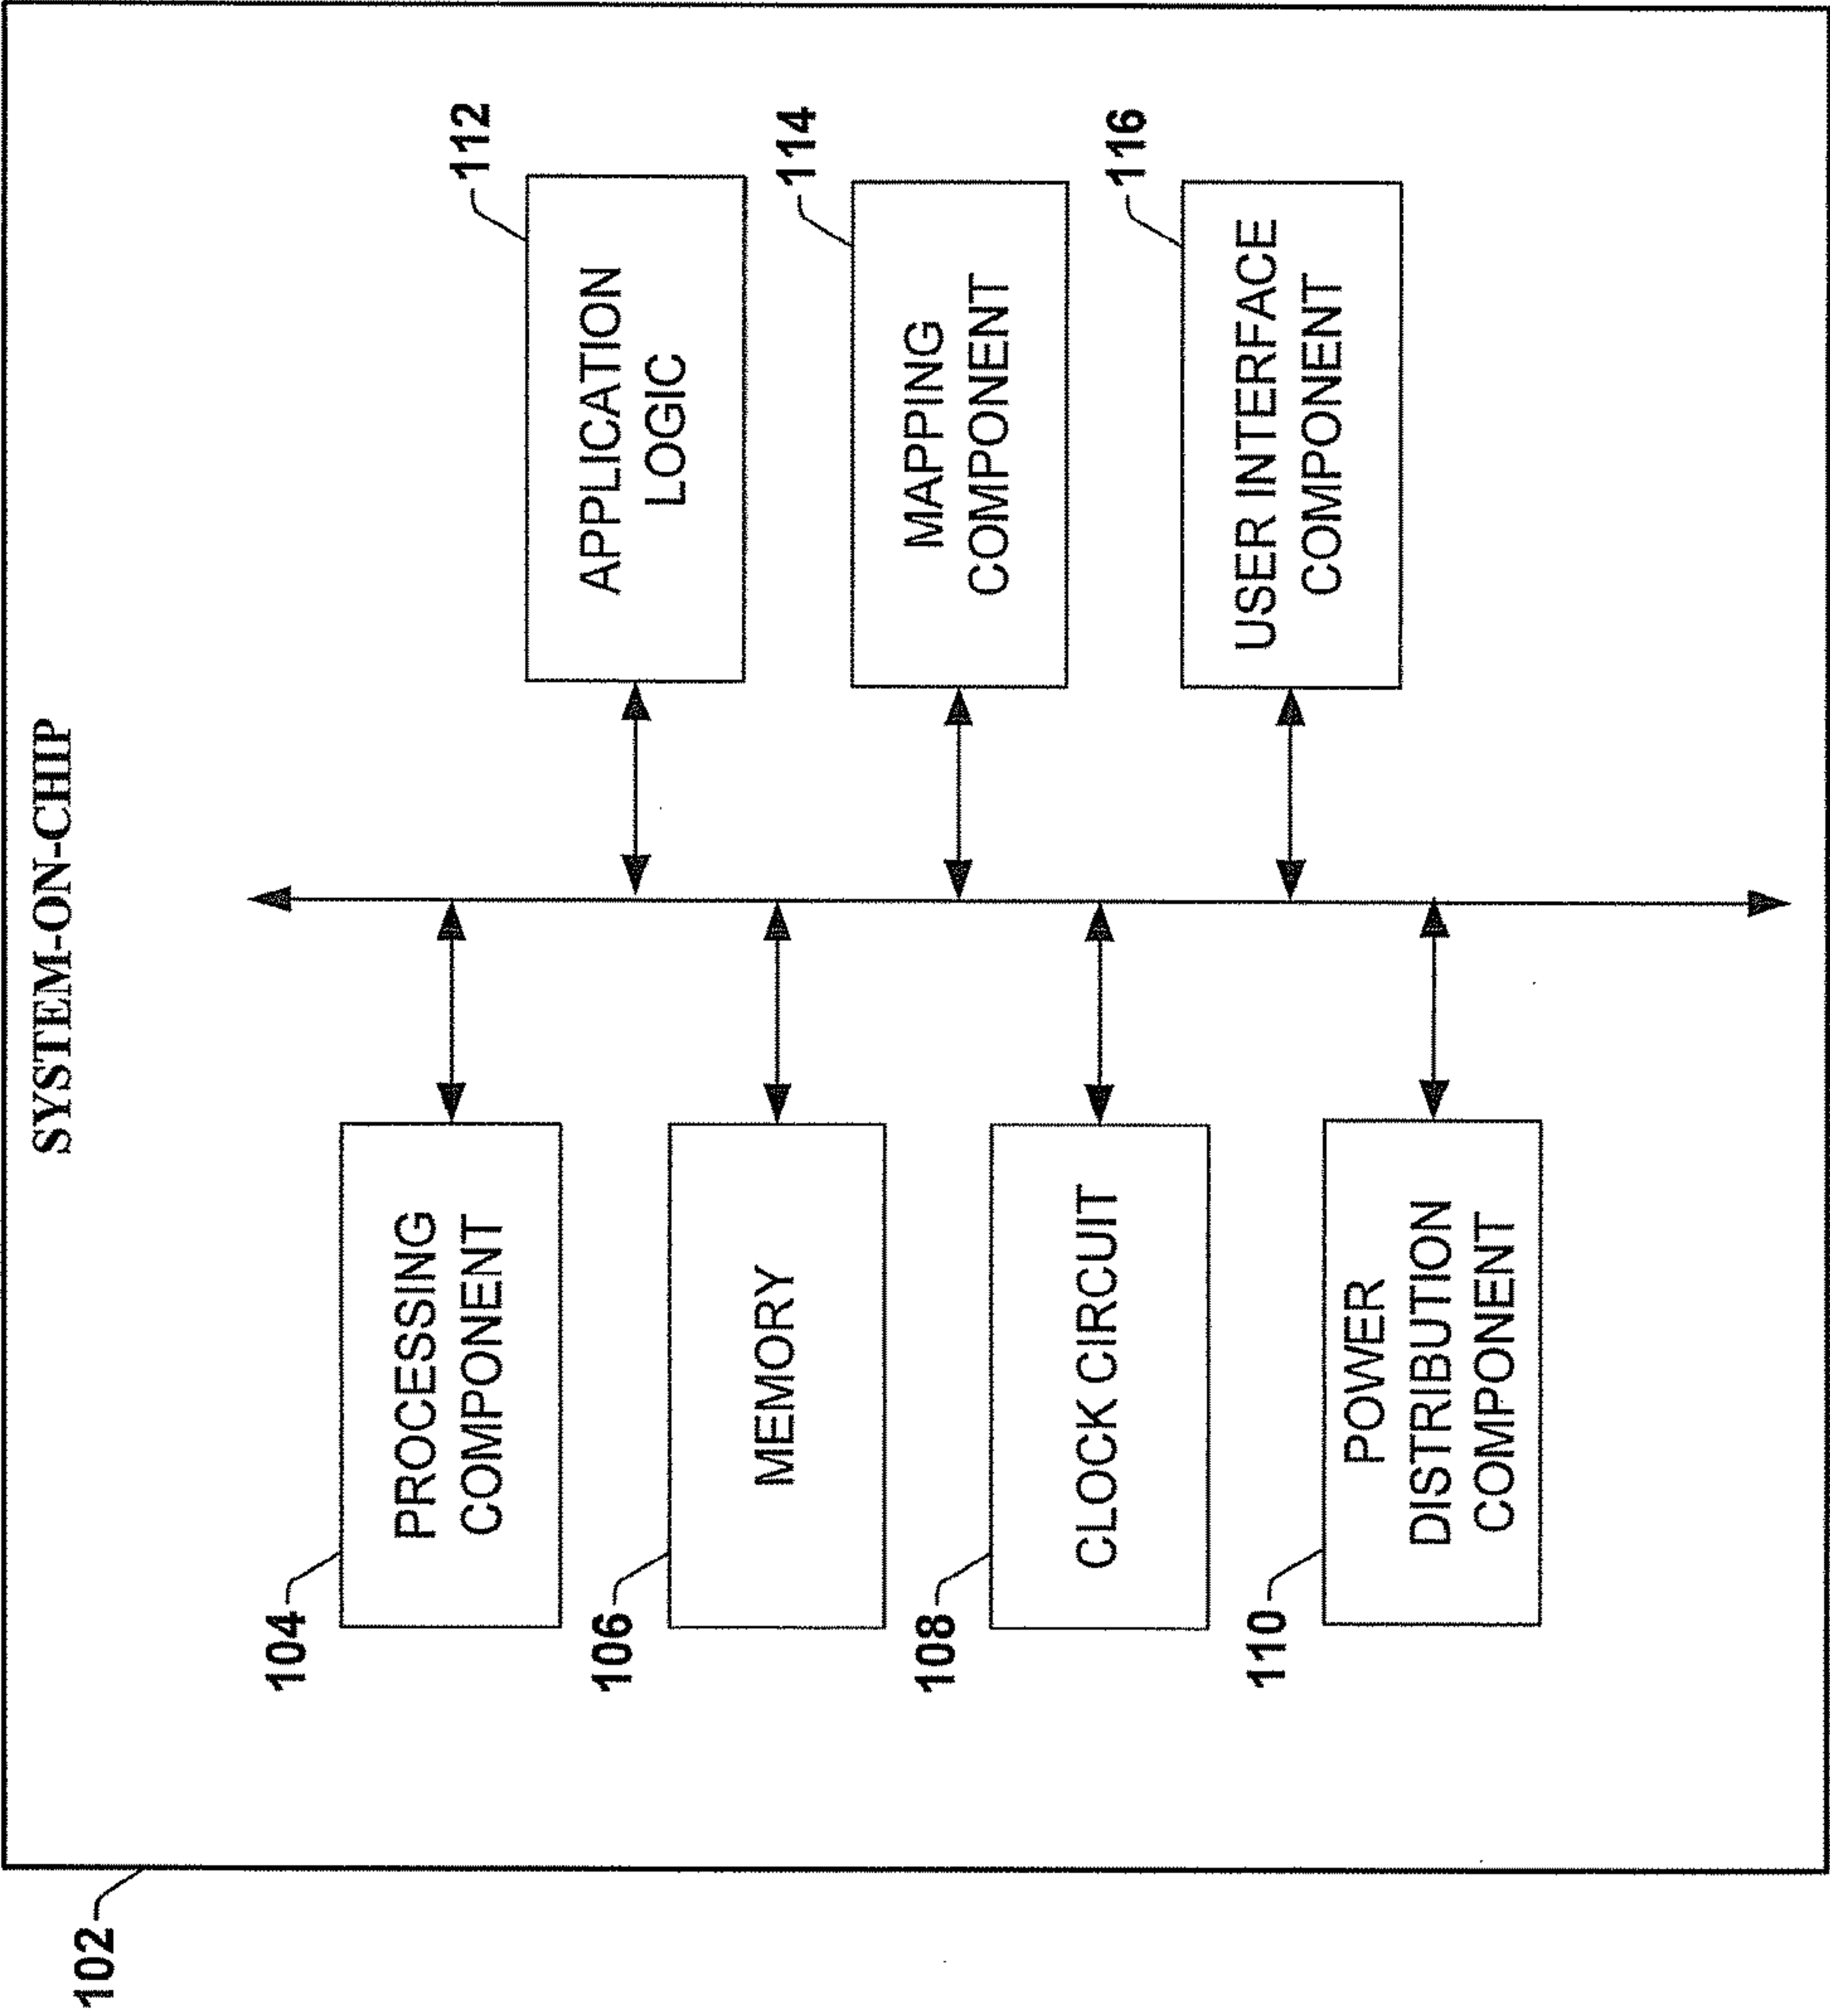 SYSTEM-ON-CHIP
102
104
PROCESSING
COMPONENT
106
MEMORY
108
CLOCK CIRCUIT
110
POWER
DISTRIBUTION
COMPONENT
112
APPLICATION
LOGIC
114
MAPPING
COMPONENT
116
USER INTERFACE
COMPONENT